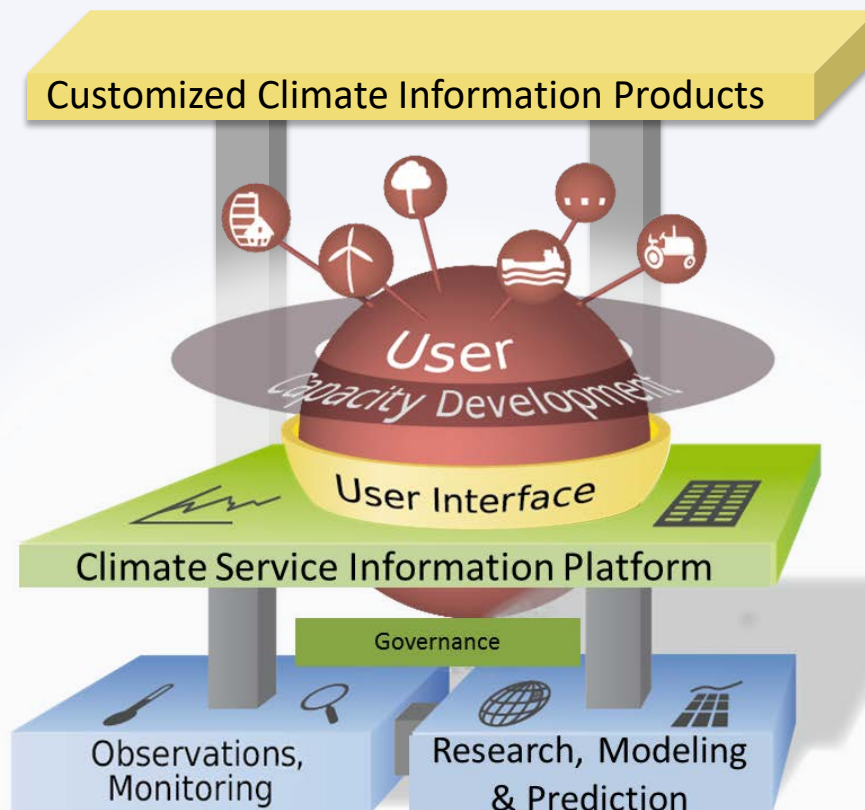 Customized Climate Information Products
User
Capacity Development
User Interface
Climate Service Information Platform
Governance
Observations,
Monitoring
Research, Modeling
& Prediction